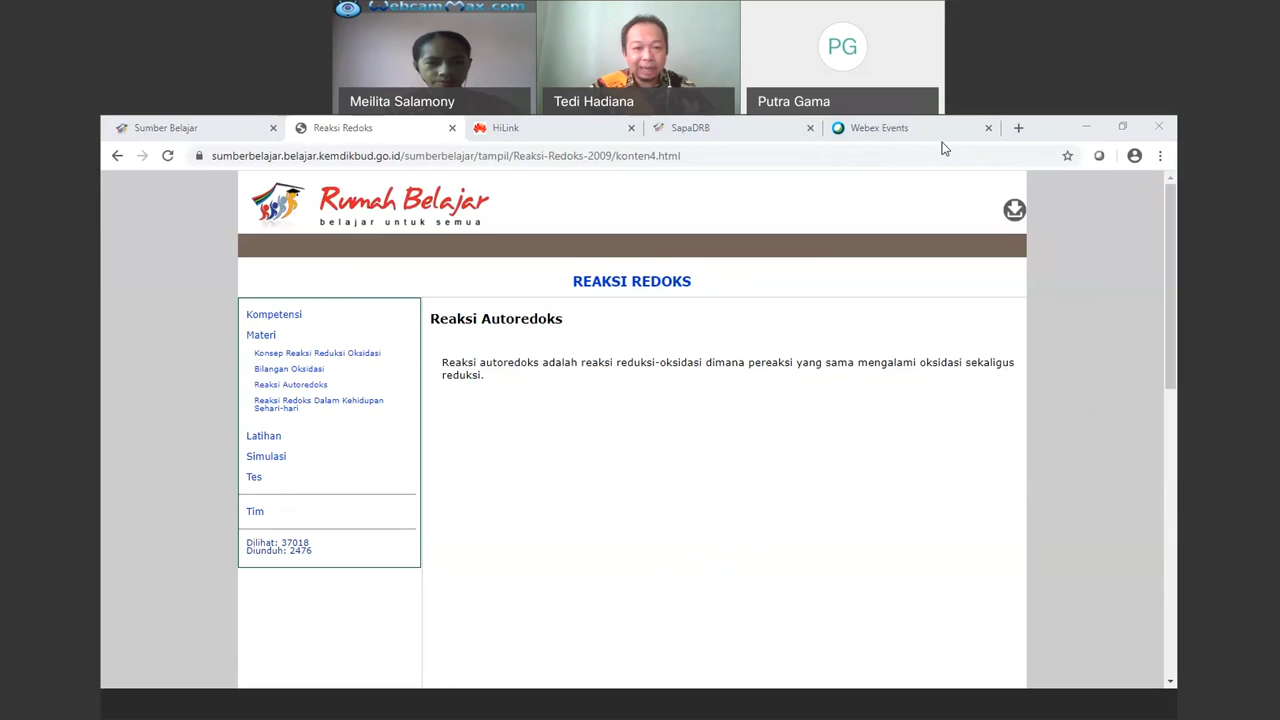 WebcamMax.com
PG
Meilita Salamony
Tedi Hadiana
Putra Gama
Sumber Belajar
Reaksi Redoks
HiLink
SapaDRB
Webex Events
sumberbelajar.belajar.kemdikbud.go.id/sumberbelajar/tampil/Reaksi-Redoks-2009/konten4.html
Rumah Belajar
belajar untuk semua
REAKSI REDOKS
Kompetensi
Materi
Konsep Reaksi Reduksi Oksidasi
Bilangan Oksidasi
Reaksi Autoredoks
Reaksi Redoks Dalam Kehidupan
Sehari-hari
Latihan
Simulasi
Tes
Tim
Dilihat: 37018
Diunduh: 2476
Reaksi Autoredoks
Reaksi autoredoks adalah reaksi reduksi-oksidasi dimana pereaksi yang sama mengalami oksidasi sekaligus
reduksi.